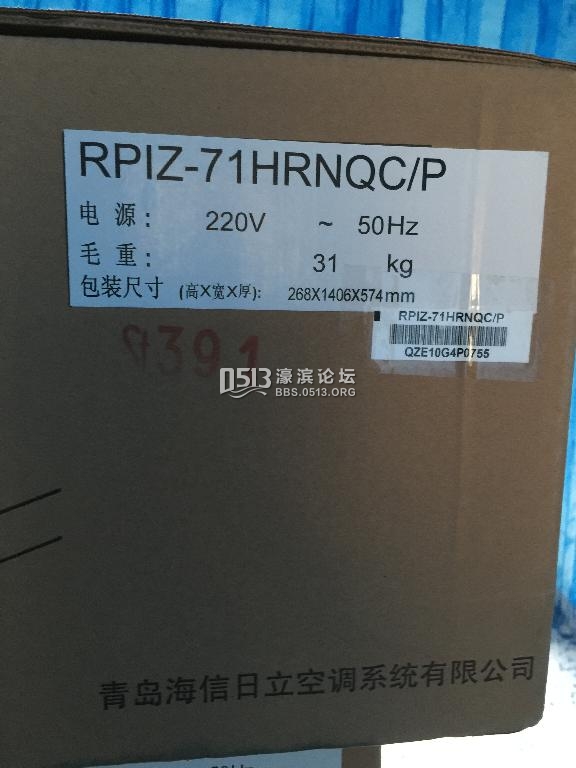 RPIZ-71HRNQC/P
电 源: 220V ~ 50Hz
毛 重: 31 kg
包装尺寸 (高X宽X厚): 268X1406X574mm
RPIZ-71HRNQC/P
QZE10G4P0755
391
0513 濠滨论坛
BBS.0513.ORG
青岛海信日立空调系统有限公司